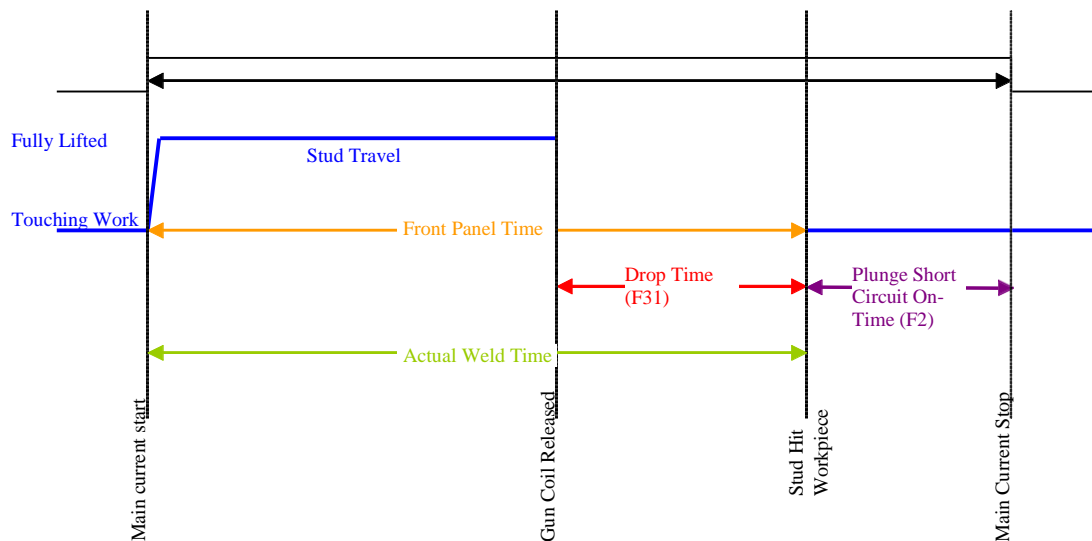 Fully Lifted
Stud Travel
Touching Work
Front Panel Time
Drop Time
(F31)
Plunge Short
Circuit On-
Time (F2)
Actual Weld Time
Main current start
Gun Coil Released
Stud Hit
Workpiece
Main Current Stop